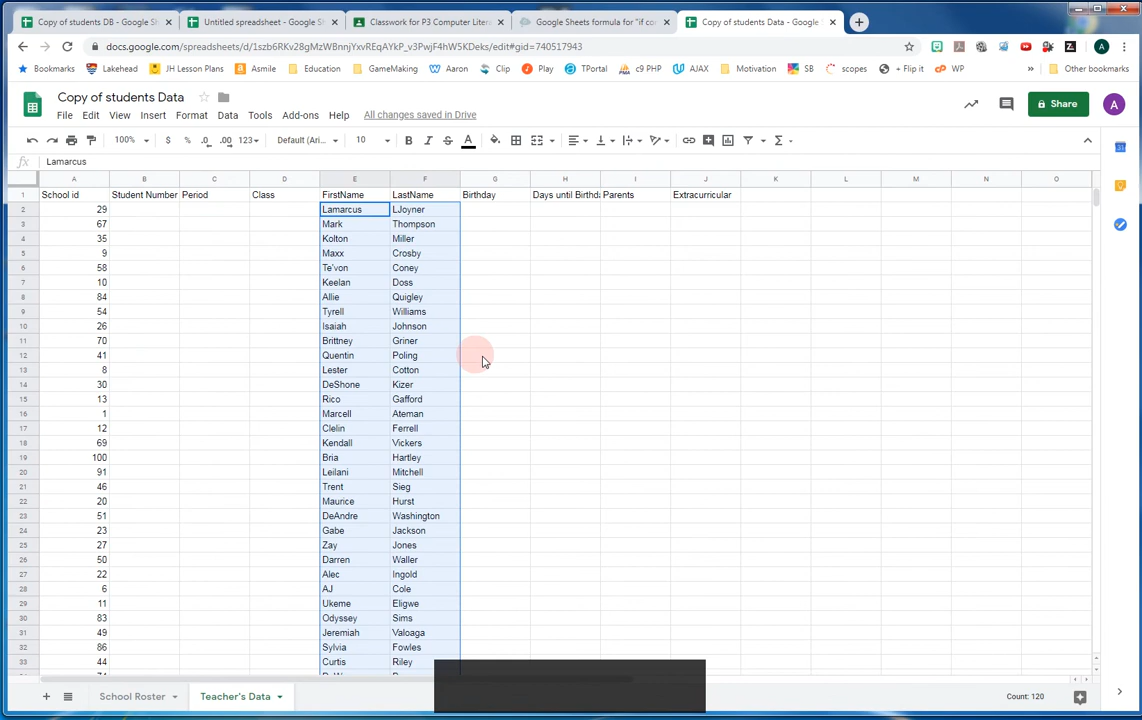 Copy of students DB - Google Sh
Untitled spreadsheet - Google Sh
Classwork for P3 Computer Liter
Google Sheets formula for "if co
Copy of students Data - Google
docs.google.com/spreadsheets/d/1szb6RKv28gMzWBnnjYxvREQAYkP_v3PwjF4hW5KDeks/edit#gid=740517943
Bookmarks Lakehead JH Lesson Plans Asmile Education GameMaking Aaron Clip Play TPortal c9 PHP AJAX Motivation SB scopes + Flip it WP » Other bookmarks
Copy of students Data
Share
A
File Edit View Insert Format Data Tools Add-ons Help All changes saved in Drive
100% $ % .0 .00 123 Default (Ari... 10 B I S A
fx Lamarcus
A B C D E F G H I J K L M N O
1 School id Student Number Period Class FirstName LastName Birthday Days until Birthda Parents Extracurricular
2 29 Lamarcus LJoyner
3 67 Mark Thompson
4 35 Kolton Miller
5 9 Maxx Crosby
6 58 Te'von Coney
7 10 Keelan Doss
8 84 Allie Quigley
9 54 Tyrell Williams
10 26 Isaiah Johnson
11 70 Brittney Griner
12 41 Quentin Poling
13 8 Lester Cotton
14 30 DeShone Kizer
15 13 Rico Gafford
16 1 Marcell Ateman
17 12 Clelin Ferrell
18 69 Kendall Vickers
19 100 Bria Hartley
20 91 Leilani Mitchell
21 46 Trent Sieg
22 20 Maurice Hurst
23 51 DeAndre Washington
24 23 Gabe Jackson
25 27 Zay Jones
26 50 Darren Waller
27 22 Alec Ingold
28 6 AJ Cole
29 11 Ukeme Eligwe
30 83 Odyssey Sims
31 49 Jeremiah Valoaga
32 86 Sylvia Fowles
33 44 Curtis Riley
School Roster
Teacher's Data
Count: 120